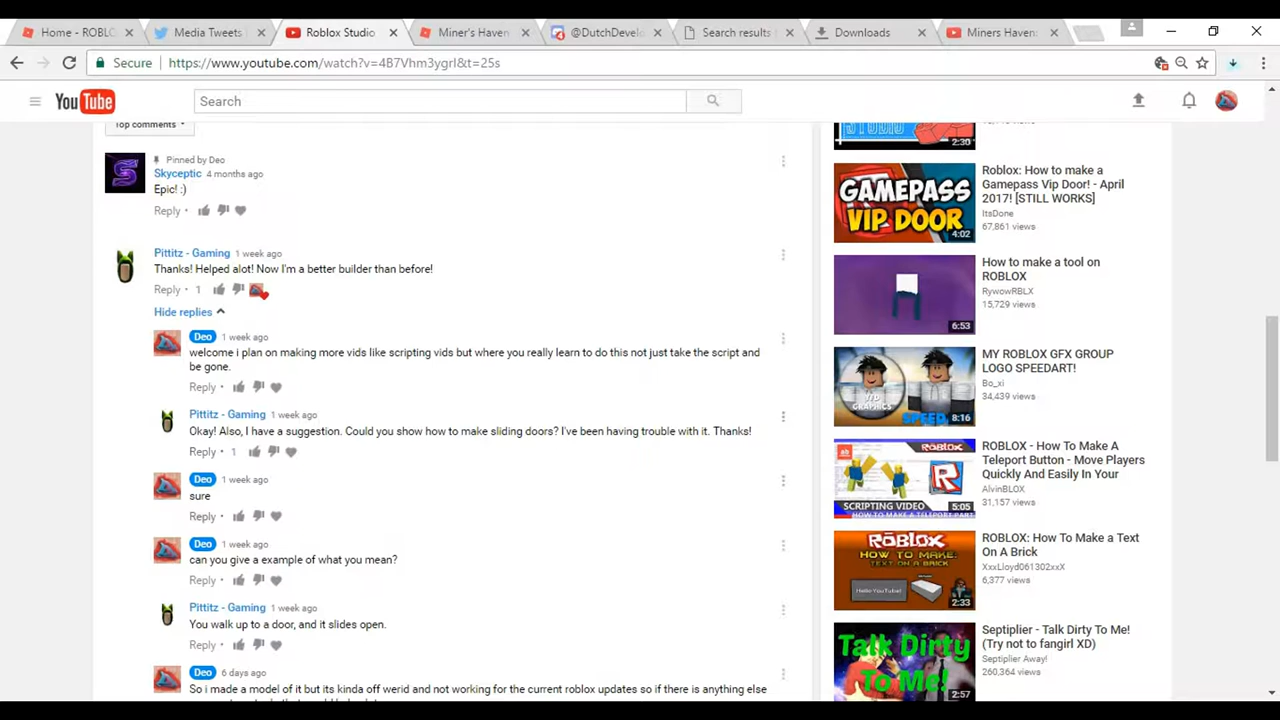 Home - ROBLO
Media Tweets
Roblox Studio
Miner's Haven
@DutchDevelo
Search results
Downloads
Miners Haven
Secure
https://www.youtube.com/watch?v=4B7Vhm3ygrI&t=25s
YouTube
Search
Top comments
Pinned by Deo
Skyceptic 4 months ago
Epic! :)
Reply
Pittitz - Gaming 1 week ago
Thanks! Helped alot! Now I'm a better builder than before!
Reply 1
Hide replies
Deo 1 week ago
welcome i plan on making more vids like scripting vids but where you really learn to do this not just take the script and
be gone.
Reply
Pittitz - Gaming 1 week ago
Okay! Also, I have a suggestion. Could you show how to make sliding doors? I've been having trouble with it. Thanks!
Reply 1
Deo 1 week ago
sure
Reply
Deo 1 week ago
can you give a example of what you mean?
Reply
Pittitz - Gaming 1 week ago
You walk up to a door, and it slides open.
Reply
Deo 6 days ago
So i made a model of it but its kinda off werid and not working for the current roblox updates so if there is anything else
STUDIO
2:30
GAMEPASS
VIP DOOR
4:02
Roblox: How to make a
Gamepass Vip Door! - April
2017! [STILL WORKS]
ItsDone
67,861 views
6:53
How to make a tool on
ROBLOX
RywowRBLX
15,729 views
GRAPHICS
SPEED
8:16
MY ROBLOX GFX GROUP
LOGO SPEEDART!
Bo_xi
34,439 views
ROBLOX
SCRIPTING VIDEO
5:05
ROBLOX - How To Make A
Teleport Button - Move Players
Quickly And Easily In Your
AlvinBLOX
31,157 views
ROBLOX
HOW TO MAKE:
TEXT ON A BRICK
Hello YouTube!
2:33
ROBLOX: How To Make a Text
On A Brick
XxxLloyd061302xxX
6,377 views
Talk Dirty
To Me!
2:57
Septiplier - Talk Dirty To Me!
(Try not to fangirl XD)
Septiplier Away!
260,364 views